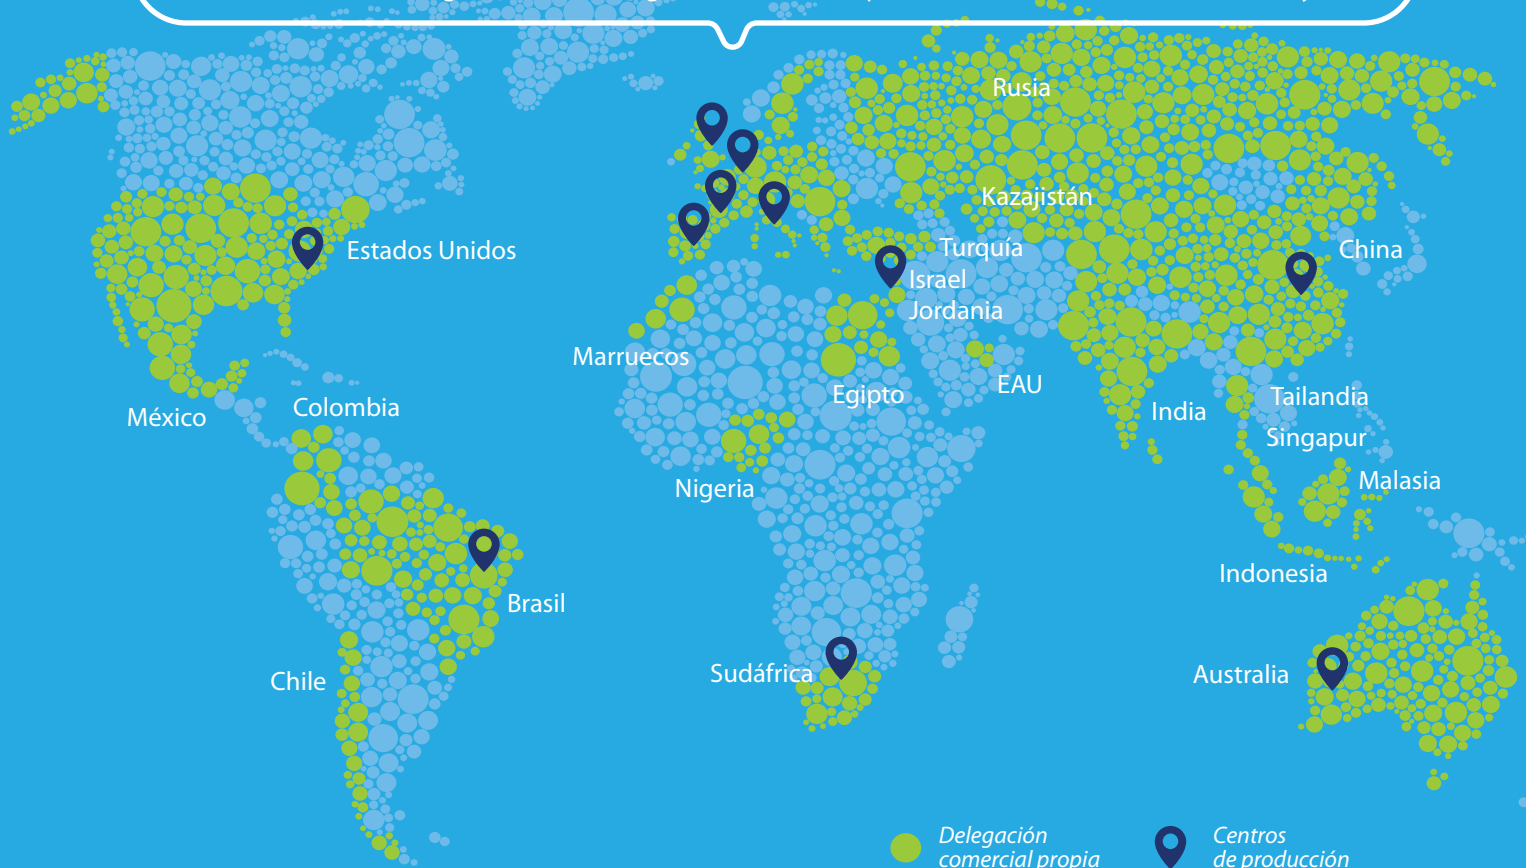 Rusia
Kazajistán
Estados Unidos
Turquía
China
Israel
Jordania
Marruecos
EAU
Egipto
Tailandia
Colombia
México
India
Singapur
Malasia
Nigeria
Indonesia
Brasil
Sudáfrica
Australia
Chile
Delegación
comercial propia
Centros
de producción